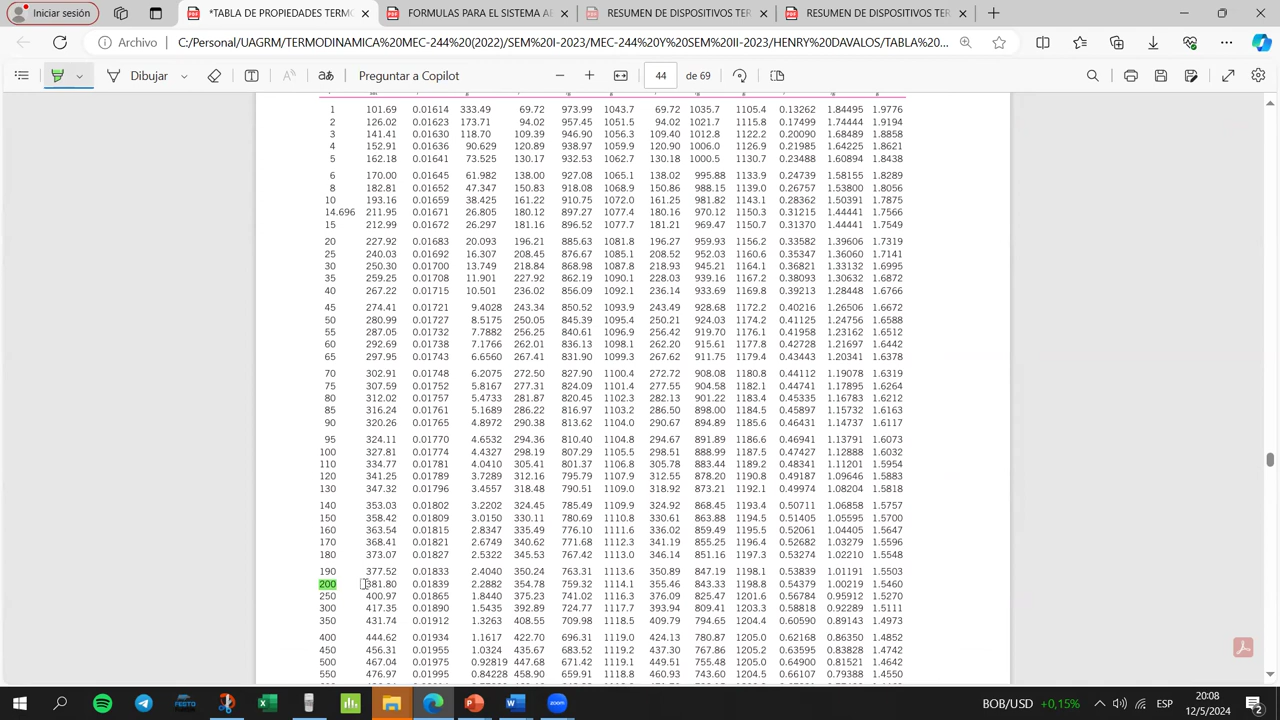 Iniciar sesión
*TABLA DE PROPIEDADES TERMO
FORMULAS PARA EL SISTEMA AE
RESUMEN DE DISPOSITIVOS TER
RESUMEN DE DISPOSITIVOS TER
Archivo
C:/Personal/UAGRM/TERMODINAMICA%20MEC-244%20(2022)/SEM%20I-2023/MEC-244%20Y%20SEM%20II-2023/HENRY%20DAVALOS/TABLA%20...
Dibujar
Preguntar a Copilot
44 de 69
1 101.69 0.01614 333.49 69.72 973.99 1043.7 69.72 1035.7 1105.4 0.13262 1.84495 1.9776
2 126.02 0.01623 173.71 94.02 957.45 1051.5 94.02 1021.7 1115.8 0.17499 1.74444 1.9194
3 141.41 0.01630 118.70 109.39 946.90 1056.3 109.40 1012.8 1122.2 0.20090 1.68489 1.8858
4 152.91 0.01636 90.629 120.89 938.97 1059.9 120.90 1006.0 1126.9 0.21985 1.64225 1.8621
5 162.18 0.01641 73.525 130.17 932.53 1062.7 130.18 1000.5 1130.7 0.23488 1.60894 1.8438
6 170.00 0.01645 61.982 138.00 927.08 1065.1 138.02 995.88 1133.9 0.24739 1.58155 1.8289
8 182.81 0.01652 47.347 150.83 918.08 1068.9 150.86 988.15 1139.0 0.26757 1.53800 1.8056
10 193.16 0.01659 38.425 161.22 910.75 1072.0 161.25 981.82 1143.1 0.28362 1.50391 1.7875
14.696 211.95 0.01671 26.805 180.12 897.27 1077.4 180.16 970.12 1150.3 0.31215 1.44441 1.7566
15 212.99 0.01672 26.297 181.16 896.52 1077.7 181.21 969.47 1150.7 0.31370 1.44441 1.7549
20 227.92 0.01683 20.093 196.21 885.63 1081.8 196.27 959.93 1156.2 0.33582 1.39606 1.7319
25 240.03 0.01692 16.307 208.45 876.67 1085.1 208.52 952.03 1160.6 0.35347 1.36060 1.7141
30 250.30 0.01700 13.749 218.84 868.98 1087.8 218.93 945.21 1164.1 0.36821 1.33132 1.6995
35 259.25 0.01708 11.901 227.92 862.19 1090.1 228.03 939.16 1167.2 0.38093 1.30632 1.6872
40 267.22 0.01715 10.501 236.02 856.09 1092.1 236.14 933.69 1169.8 0.39213 1.28448 1.6766
45 274.41 0.01721 9.4028 243.34 850.52 1093.9 243.49 928.68 1172.2 0.40216 1.26506 1.6672
50 280.99 0.01727 8.5175 250.05 845.39 1095.4 250.21 924.03 1174.2 0.41125 1.24756 1.6588
55 287.05 0.01732 7.7882 256.25 840.61 1096.9 256.42 919.70 1176.1 0.41958 1.23162 1.6512
60 292.69 0.01738 7.1766 262.01 836.13 1098.1 262.20 915.61 1177.8 0.42728 1.21697 1.6442
65 297.95 0.01743 6.6560 267.41 831.90 1099.3 267.62 911.75 1179.4 0.43443 1.20341 1.6378
70 302.91 0.01748 6.2075 272.50 827.90 1100.4 272.72 908.08 1180.8 0.44112 1.19078 1.6319
75 307.59 0.01752 5.8167 277.31 824.09 1101.4 277.55 904.58 1182.1 0.44741 1.17895 1.6264
80 312.02 0.01757 5.4733 281.87 820.45 1102.3 282.13 901.22 1183.4 0.45335 1.16783 1.6212
85 316.24 0.01761 5.1689 286.22 816.97 1103.2 286.50 898.00 1184.5 0.45897 1.15732 1.6163
90 320.26 0.01765 4.8972 290.38 813.62 1104.0 290.67 894.89 1185.6 0.46431 1.14737 1.6117
95 324.11 0.01770 4.6532 294.36 810.40 1104.8 294.67 891.89 1186.6 0.46941 1.13791 1.6073
100 327.81 0.01774 4.4327 298.19 807.29 1105.5 298.51 888.99 1187.5 0.47427 1.12888 1.6032
110 334.77 0.01781 4.0410 305.41 801.37 1106.8 305.78 883.44 1189.2 0.48341 1.11201 1.5954
120 341.25 0.01789 3.7289 312.16 795.79 1107.9 312.55 878.20 1190.8 0.49187 1.09646 1.5883
130 347.32 0.01796 3.4557 318.48 790.51 1109.0 318.92 873.21 1192.1 0.49974 1.08204 1.5818
140 353.03 0.01802 3.2202 324.45 785.49 1109.9 324.92 868.45 1193.4 0.50711 1.06858 1.5757
150 358.42 0.01809 3.0150 330.11 780.69 1110.8 330.61 863.88 1194.5 0.51405 1.05595 1.5700
160 363.54 0.01815 2.8347 335.49 776.10 1111.6 336.02 859.49 1195.5 0.52061 1.04405 1.5647
170 368.41 0.01821 2.6749 340.62 771.68 1112.3 341.19 855.25 1196.4 0.52682 1.03279 1.5596
180 373.07 0.01827 2.5322 345.53 767.42 1113.0 346.14 851.16 1197.3 0.53274 1.02210 1.5548
190 377.52 0.01833 2.4040 350.24 763.31 1113.6 350.89 847.19 1198.1 0.53839 1.01191 1.5503
200 381.80 0.01839 2.2882 354.78 759.32 1114.1 355.46 843.33 1198.8 0.54379 1.00219 1.5460
250 400.97 0.01865 1.8440 375.23 741.02 1116.3 376.09 825.47 1201.6 0.56784 0.95912 1.5270
300 417.35 0.01890 1.5435 392.89 724.77 1117.7 393.94 809.41 1203.3 0.58818 0.92289 1.5111
350 431.74 0.01912 1.3263 408.55 709.98 1118.5 409.79 794.65 1204.4 0.60590 0.89143 1.4973
400 444.62 0.01934 1.1617 422.70 696.31 1119.0 424.13 780.87 1205.0 0.62168 0.86350 1.4852
450 456.31 0.01955 1.0324 435.67 683.52 1119.2 437.30 767.86 1205.2 0.63595 0.83828 1.4742
500 467.04 0.01975 0.92819 447.68 671.42 1119.1 449.51 755.48 1205.0 0.64900 0.81521 1.4642
550 476.97 0.01995 0.84228 458.90 659.91 1118.8 460.93 743.60 1204.5 0.66107 0.79388 1.4550
FESTO
BOB/USD +0,15%
ESP
20:08
12/5/2024
2